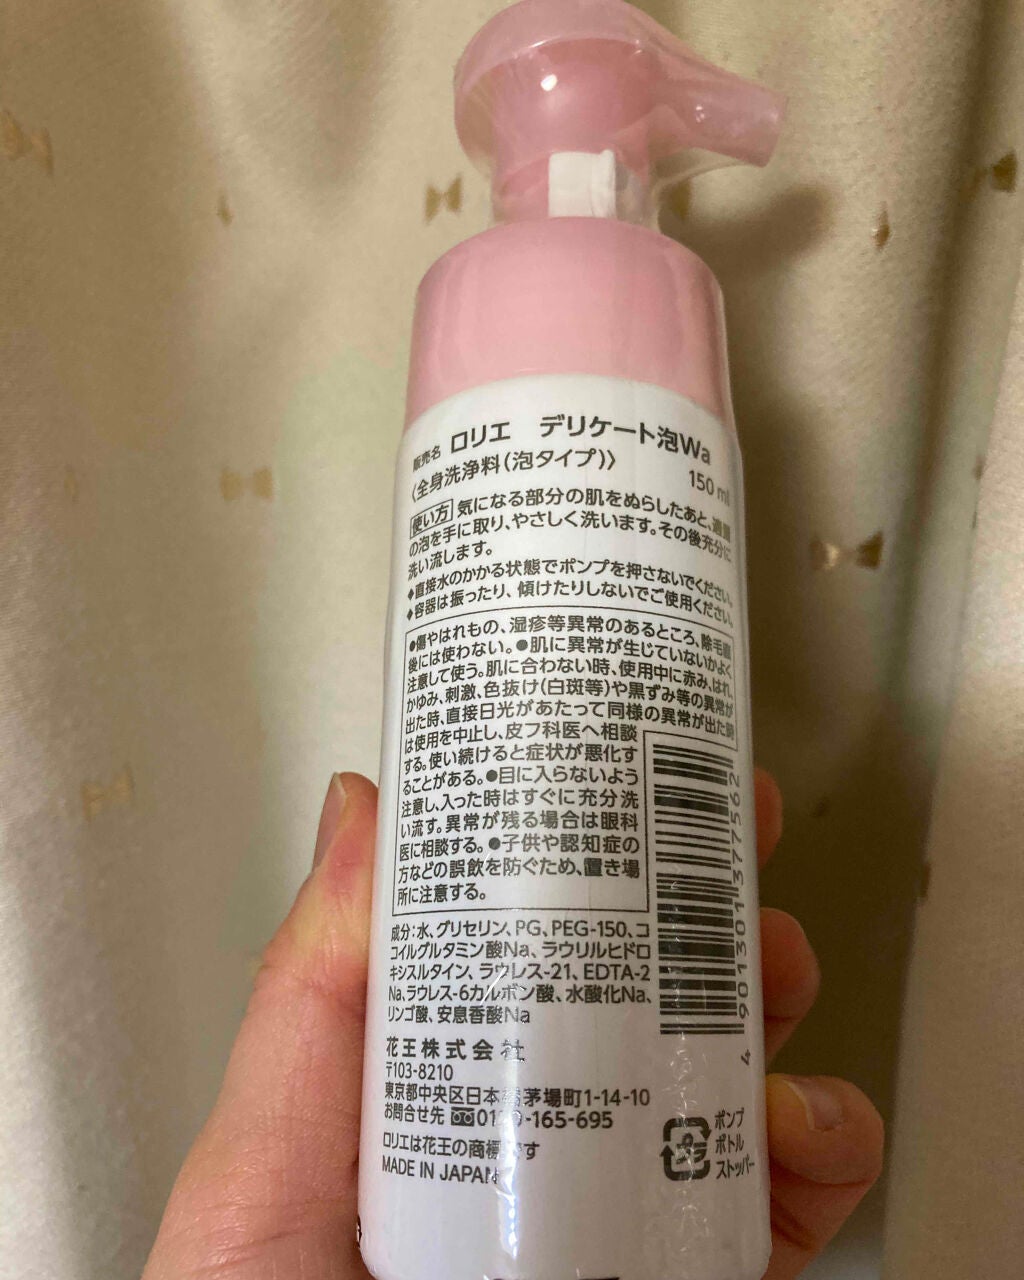 販売名 ロリエ デリケート泡Wa
〈全身洗浄料(泡タイプ)〉 150ml
使い方 気になる部分の肌をぬらしたあと、適量
の泡を手に取り、やさしく洗います。その後充分に
洗い流します。
◆直接水のかかる状態でポンプを押さないでください。
◆容器は振ったり、傾けたりしないでご使用ください。
●傷やはれもの、湿疹等異常のあるところ、除毛直
後には使わない。●肌に異常が生じていないかよく
注意して使う。肌に合わない時、使用中に赤み、はれ、
かゆみ、刺激、色抜け(白斑等)や黒ずみ等の異常が
出た時、直接日光があたって同様の異常が出た時
は使用を中止し、皮フ科医へ相談
する。使い続けると症状が悪化す
ることがある。●目に入らないよう
注意し、入った時はすぐに充分洗
い流す。異常が残る場合は眼科
医に相談する。●子供や認知症の
方などの誤飲を防ぐため、置き場
所に注意する。
4 901301 377562
成分:水、グリセリン、PG、PEG-150、コ
コイルグルタミン酸Na、ラウリルヒドロ
キシスルタイン、ラウレス-21、EDTA-2
Na、ラウレス-6カルボン酸、水酸化Na、
リンゴ酸、安息香酸Na
花王株式会社
〒103-8210
東京都中央区日本橋茅場町1-14-10
お問合せ先 -165-695
ロリエは花王の商標です
MADE IN JAPAN
プラ
ポンプ
ボトル
ストッパー